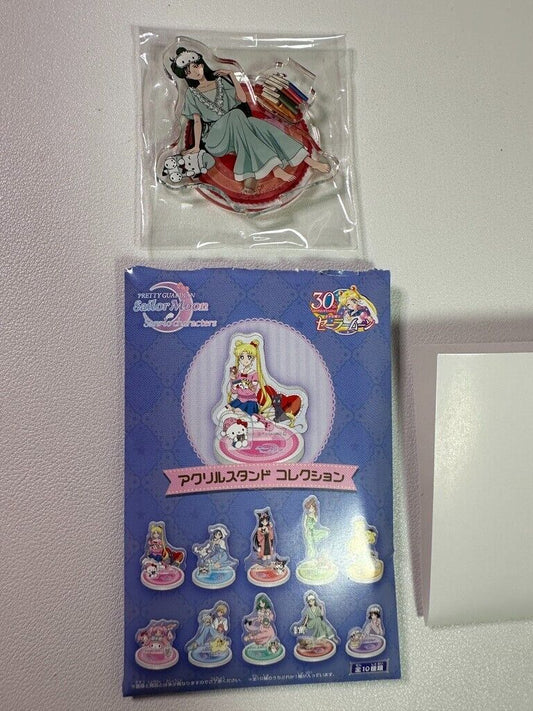 PRETTY GUARDIAN
Sailor Moon
Sanrio characters
30
セーラームーン
アクリルスタンド コレクション
全10種類